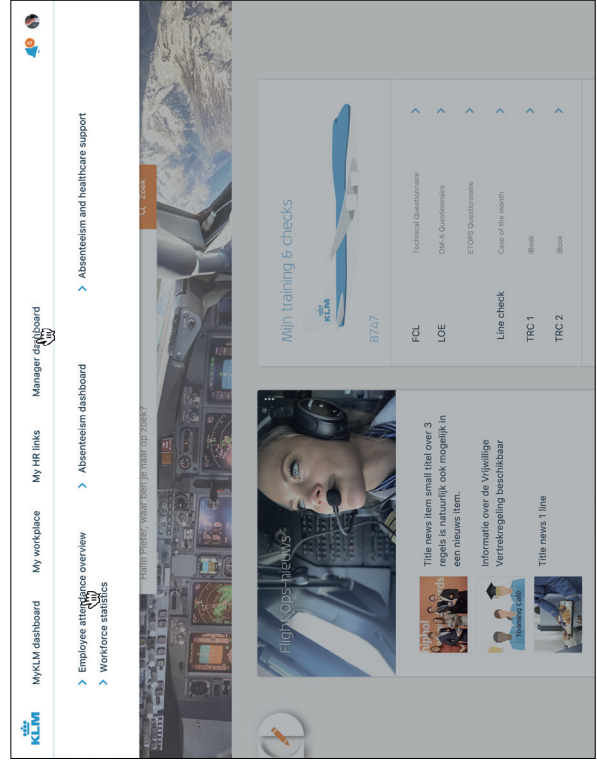 KLM
MyKLM dashboard
My workplace
My HR links
Manager dashboard
5
Employee attendance overview
Absenteeism dashboard
Absenteeism and healthcare support
Workforce statistics
Hallo Pieter, waar ben je naar op zoek?
Zoek
Flight Ops-nieuws
Title news item small titel over 3
regels is natuurlijk ook mogelijk in
een nieuws item.
Informatie over de Vrijwillige
Vertrekregeling beschikbaar
Teaming Café
Title news 1 line
Mijn training & checks
KLM
B747
FCL Technical Questionnaire
LOE OM-A Questionnaire
ETOPS Questionnaire
Line check Case of the month
TRC 1 iBook
TRC 2 iBook